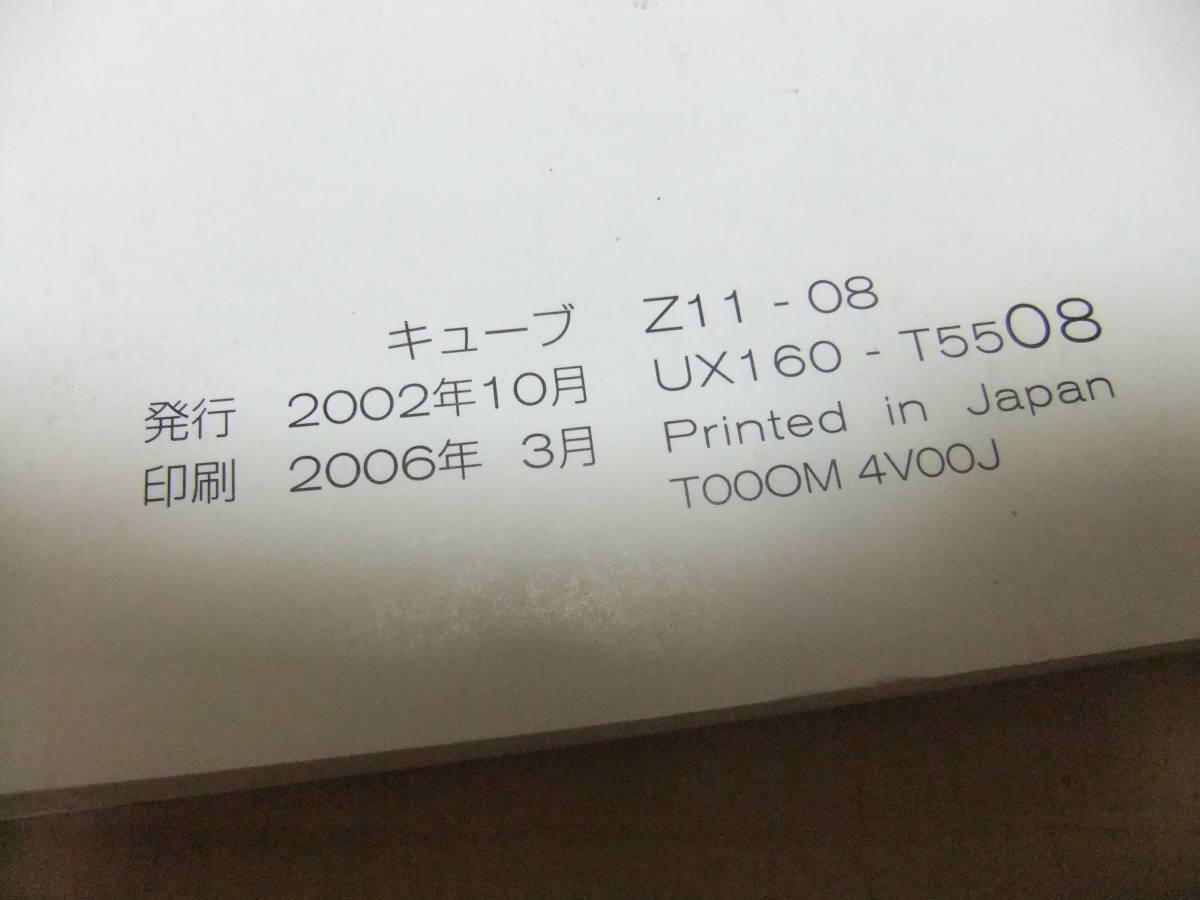 キューブ Z11 - 08
発行 2002年10月 UX160 - T5508
印刷 2006年 3月 Printed in Japan
T000M 4V00J